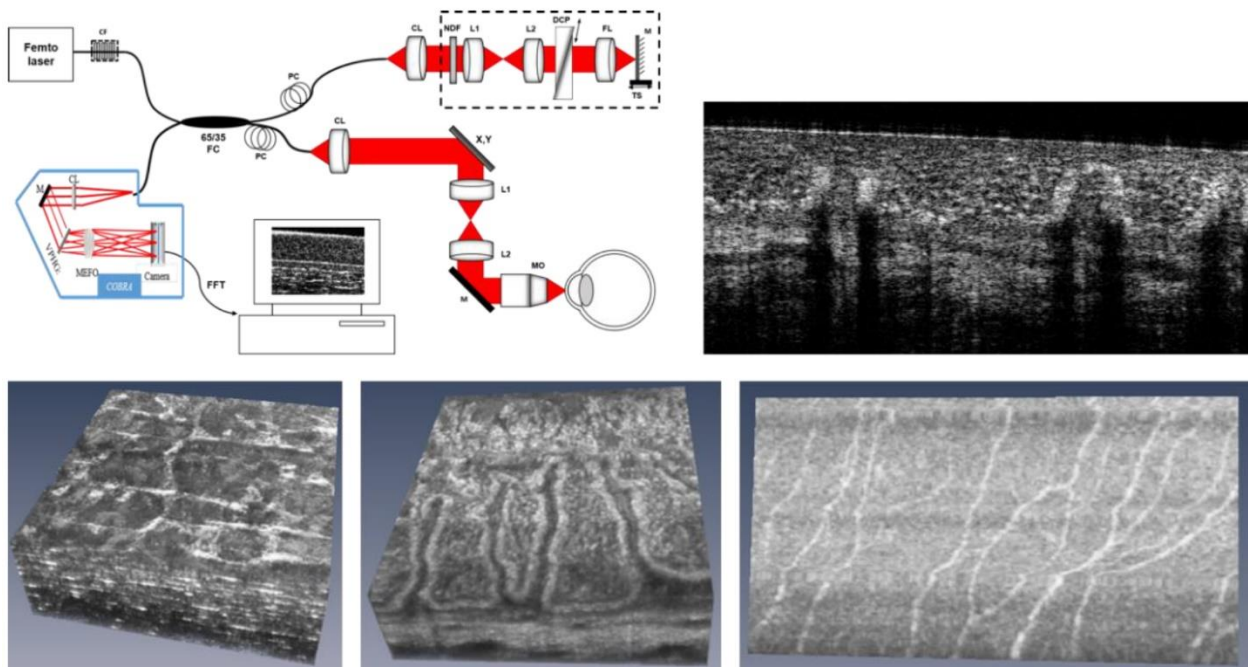 Femto
laser
CF
65/35
FC
PC
PC
CL
NDF
L1
L2
DCP
FL
M
TS
CL
X,Y
L1
L2
M
MO
M
CL
VPHG
MEFO
Camera
COBRA
FFT